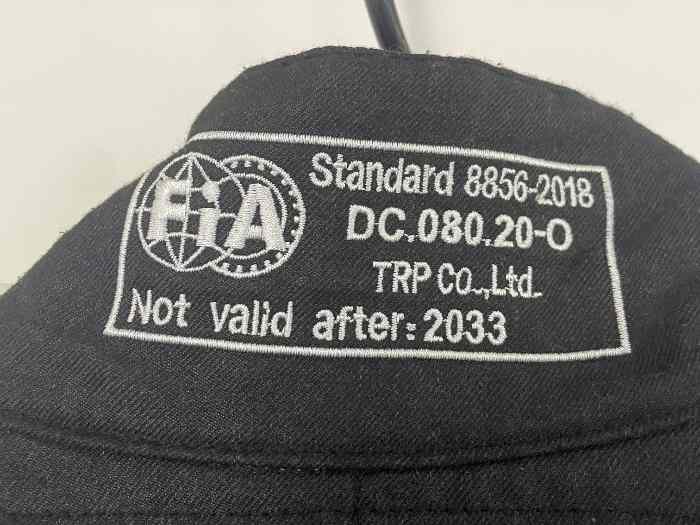 FiA
Standard 8856-2018
DC.080.20-O
TRP Co.,Ltd.
Not valid after: 2033